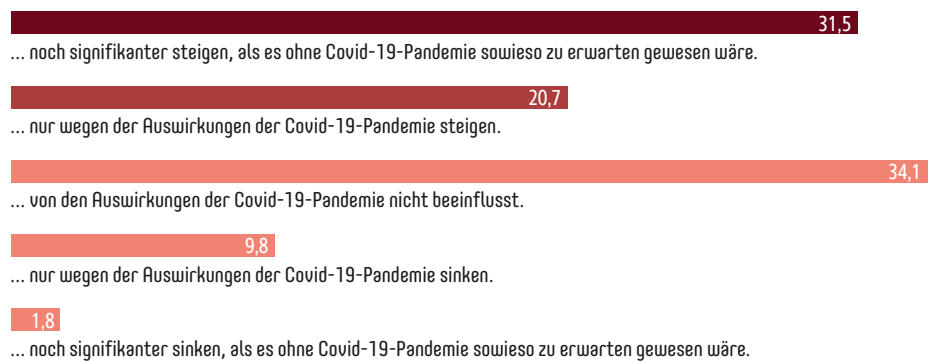 31,5
... noch signifikanter steigen, als es ohne Covid-19-Pandemie sowieso zu erwarten gewesen wäre.
20,7
... nur wegen der Auswirkungen der Covid-19-Pandemie steigen.
34,1
... von den Auswirkungen der Covid-19-Pandemie nicht beeinflusst.
9,8
... nur wegen der Auswirkungen der Covid-19-Pandemie sinken.
1,8
... noch signifikanter sinken, als es ohne Covid-19-Pandemie sowieso zu erwarten gewesen wäre.